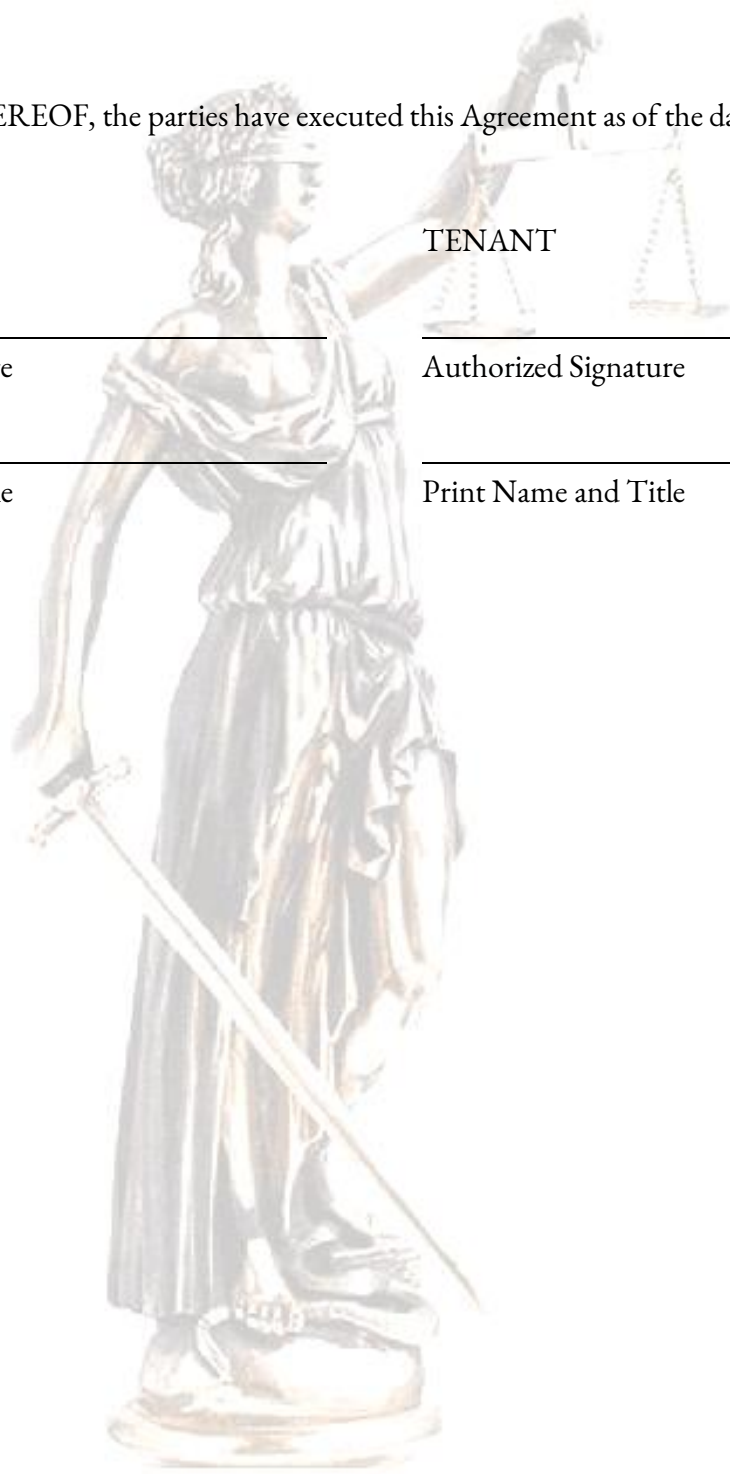 EREOF, the parties have executed this Agreement as of the da
TENANT
e Authorized Signature
e Print Name and Title